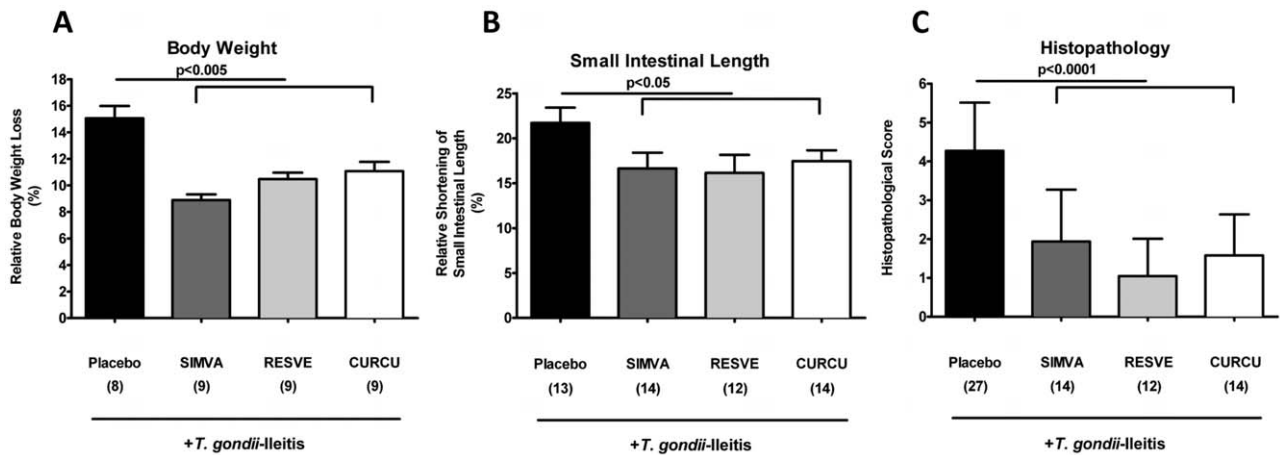 A
Body Weight
p<0.005
Relative Body Weight Loss
(%)
18
16
14
12
10
8
6
4
2
0
Placebo SIMVA RESVE CURCU
(8) (9) (9) (9)
+T. gondii-Ileitis
B
Small Intestinal Length
p<0.05
Relative Shortening of
Small Intestinal Length
(%)
25
20
15
10
5
0
Placebo SIMVA RESVE CURCU
(13) (14) (12) (14)
+T. gondii-Ileitis
C
Histopathology
p<0.0001
Histopathological Score
6
5
4
3
2
1
0
Placebo SIMVA RESVE CURCU
(27) (14) (12) (14)
+T. gondii-Ileitis